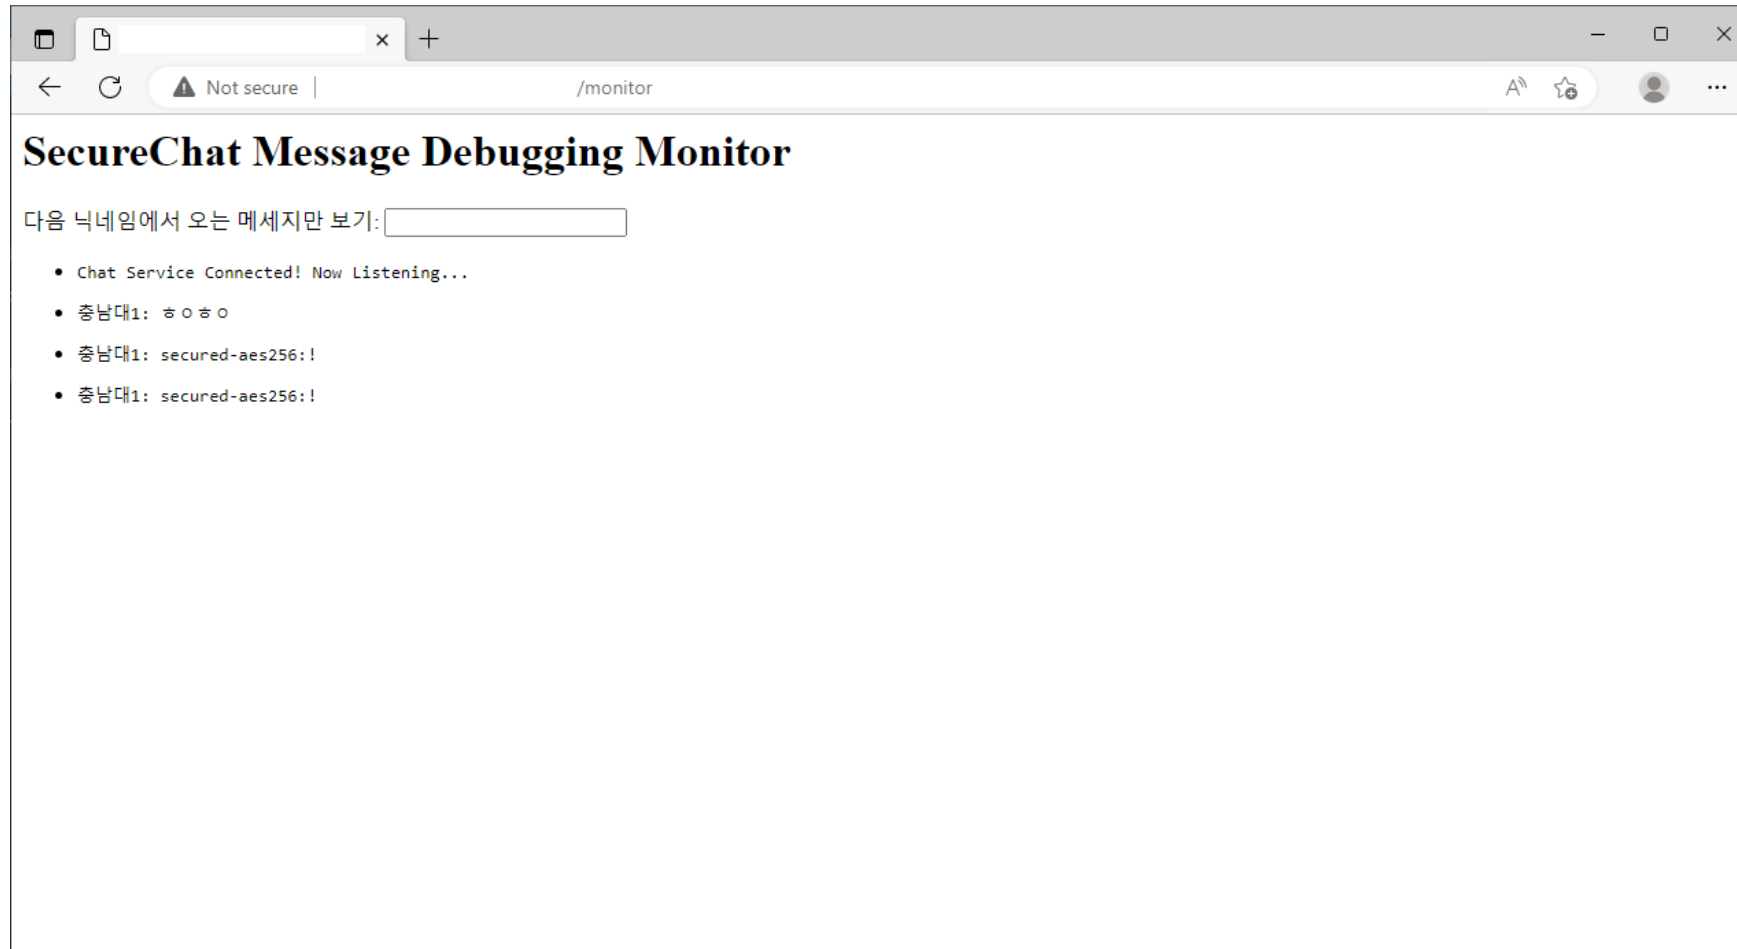 Not secure
/monitor
SecureChat Message Debugging Monitor
다음 닉네임에서 오는 메세지만 보기:
Chat Service Connected! Now Listening...
충남대1: ㅎㅇㅎㅇ
충남대1: secured-aes256:!
충남대1: secured-aes256:!